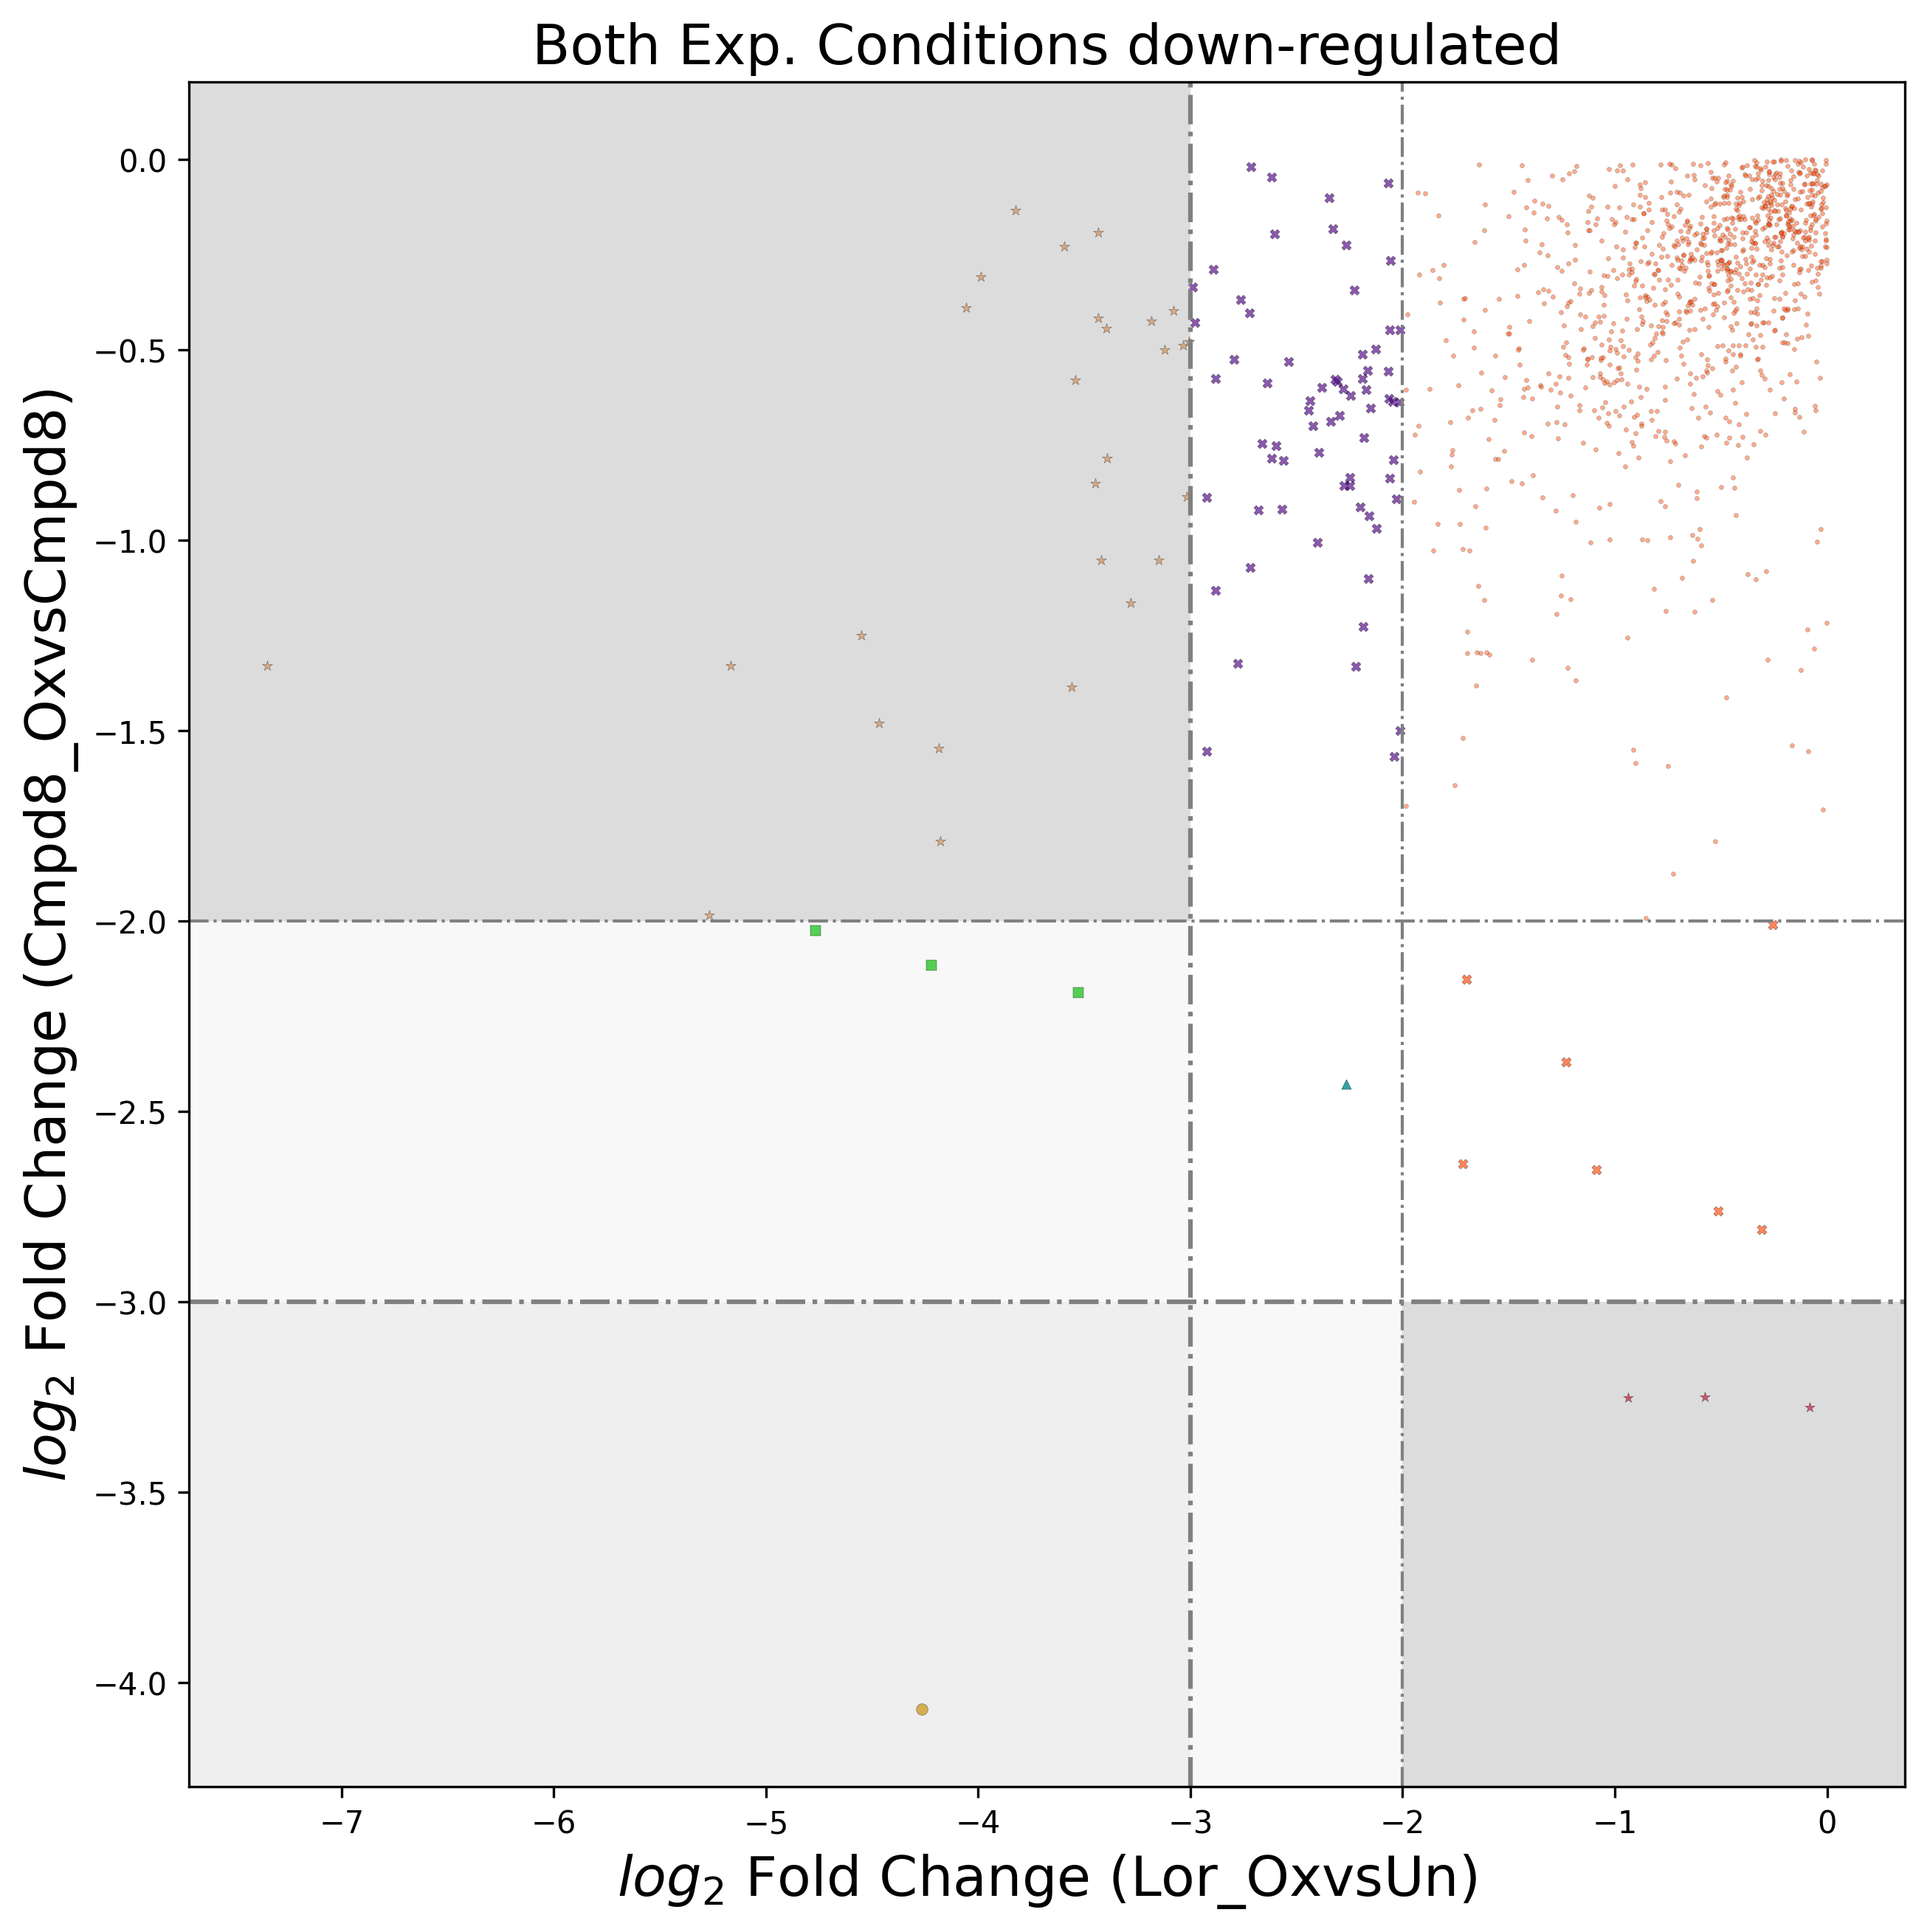 Both Exp. Conditions down-regulated
log2 Fold Change (Cmpd8_OxvsCmpd8)
0.0
−0.5
−1.0
−1.5
−2.0
−2.5
−3.0
−3.5
−4.0
−7 −6 −5 −4 −3 −2 −1 0
log2 Fold Change (Lor_OxvsUn)